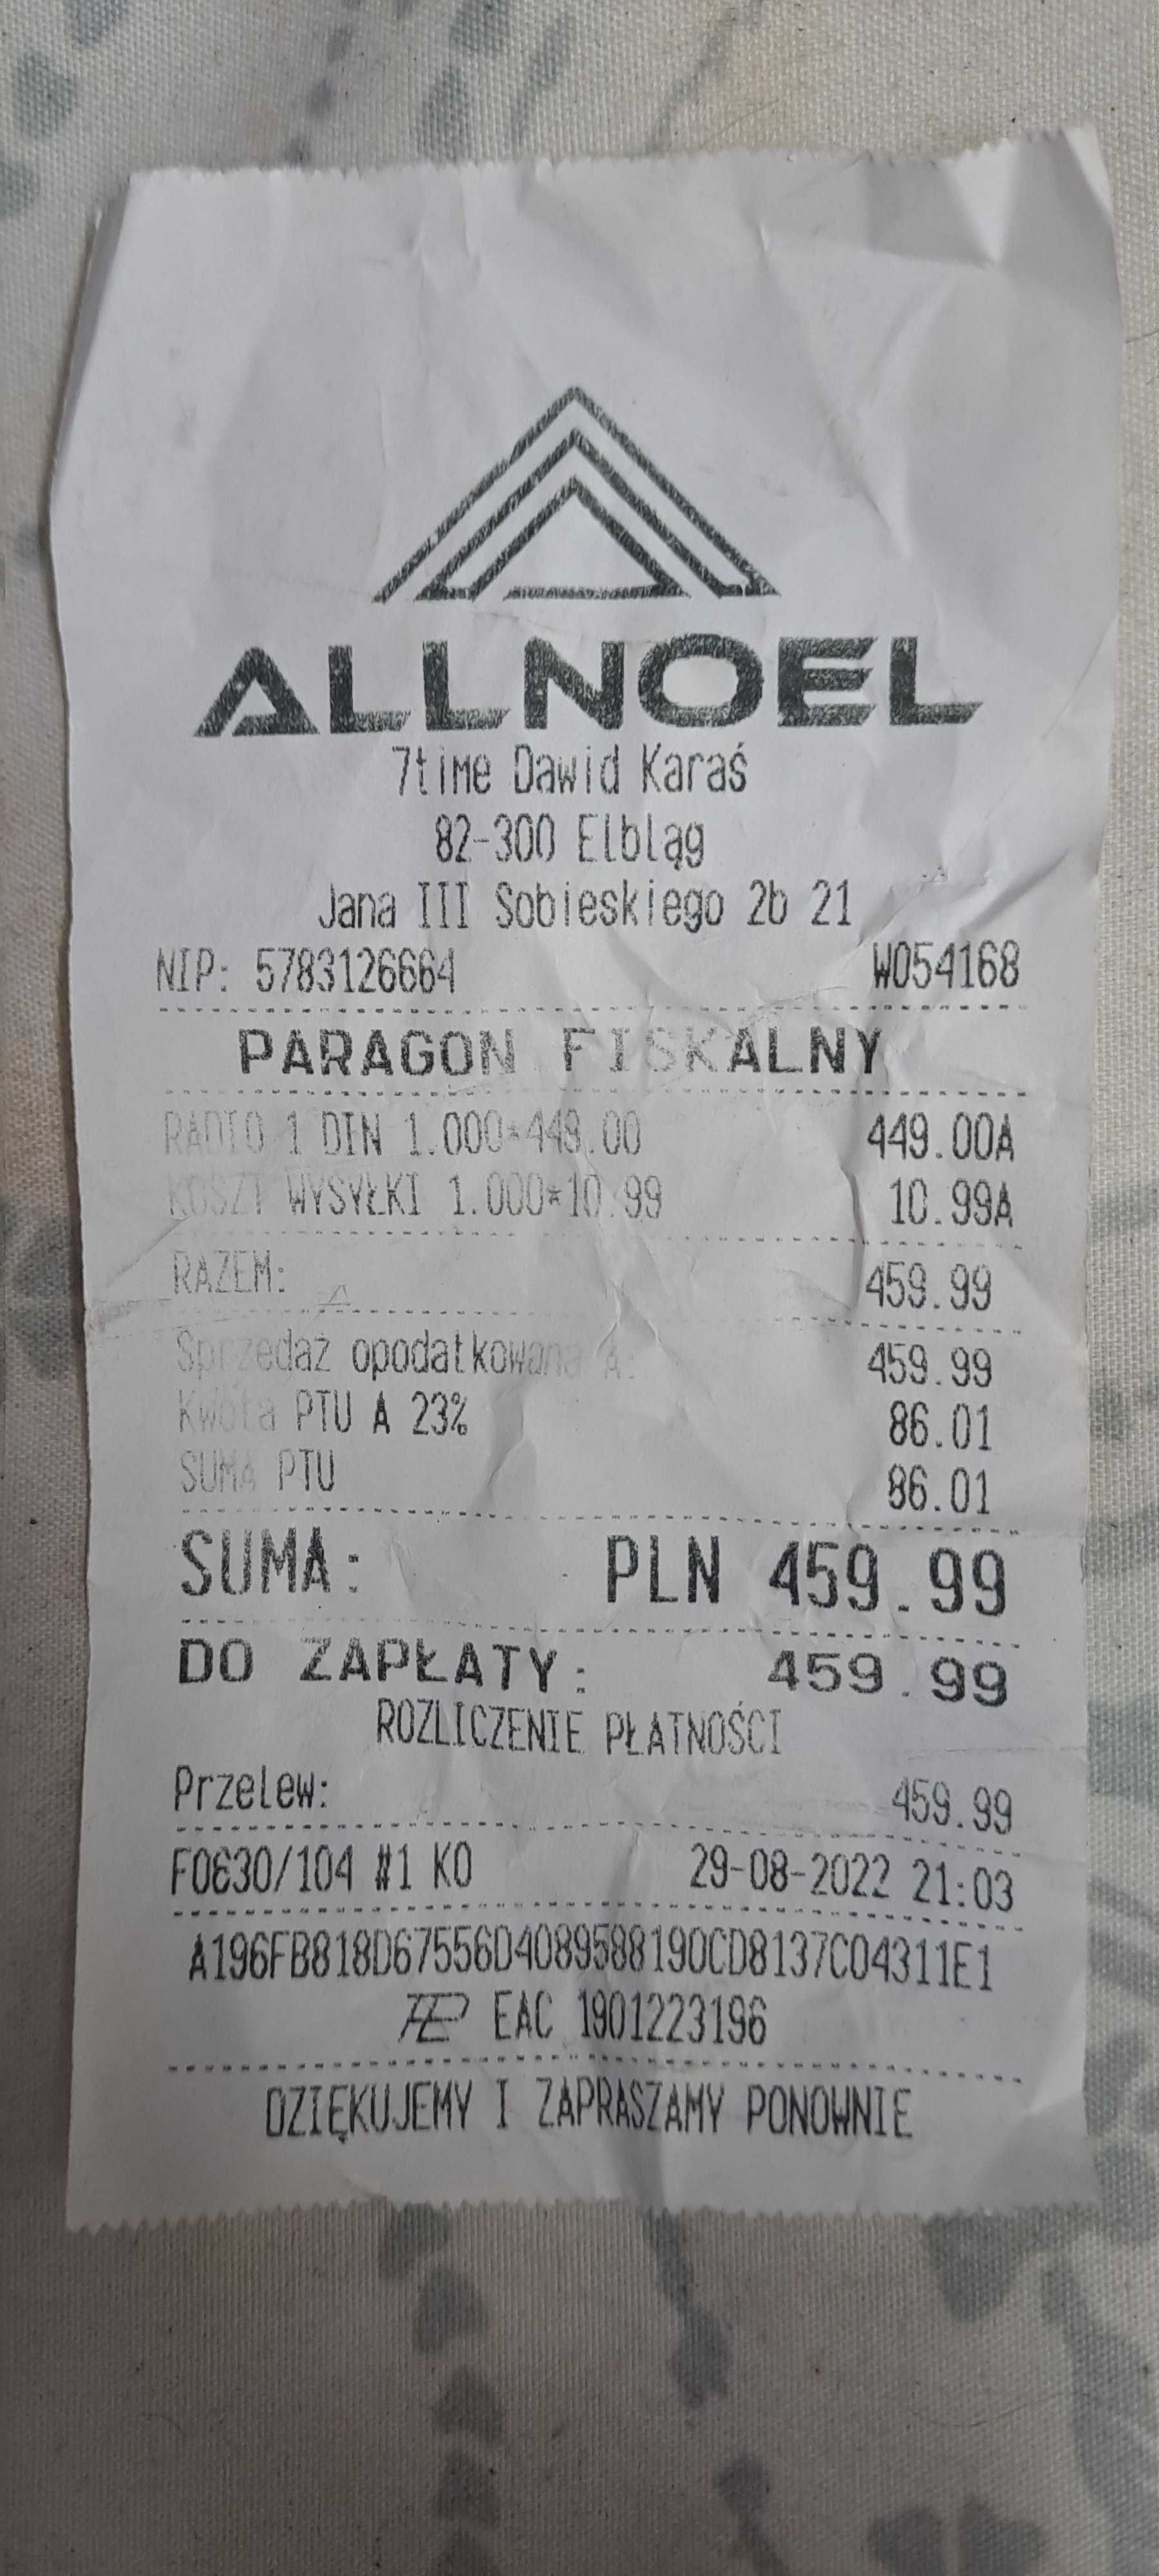 ALLNOEL
7time Dawid Karaś
82-300 Elbląg
Jana III Sobieskiego 2b 21
NIP: 5783126664 W054168
PARAGON FISKALNY
RADIO 1 DIN 1.000*449.00 449.00A
KOSZT WYSYŁKI 1.000*10.99 10.99A
RAZEM: 459.99
Sprzedaż opodatkowana A: 459.99
Kwota PTU A 23% 86.01
SUMA PTU 86.01
SUMA: PLN 459.99
DO ZAPŁATY: 459.99
ROZLICZENIE PŁATNOŚCI
Przelew: 459.99
F0630/104 #1 KO 29-08-2022 21:03
A196FB818D67556D4089588190CD8137C04311E1
EAC 1901223196
DZIĘKUJEMY I ZAPRASZAMY PONOWNIE